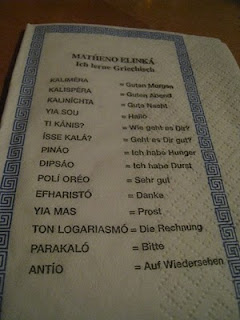 MATHENO ELINKÁ
Ich lerne Griechisch
KALIMÉRA = Guten Morgen
KALISPÉRA = Guten Abend
KALINÍCHTA = Gute Nacht
YIA SOU = Hallo
TI KÁNIS? = Wie geht es Dir?
ÍSSE KALÁ? = Geht es Dir gut?
PINÁO = Ich habe Hunger
DIPSÁO = Ich habe Durst
POLÍ ORÉO = Sehr gut
EFHARISTÓ = Danke
YIA MAS = Prost
TON LOGARIASMÓ = Die Rechnung
PARAKALÓ = Bitte
ANTÍO = Auf Wiedersehen